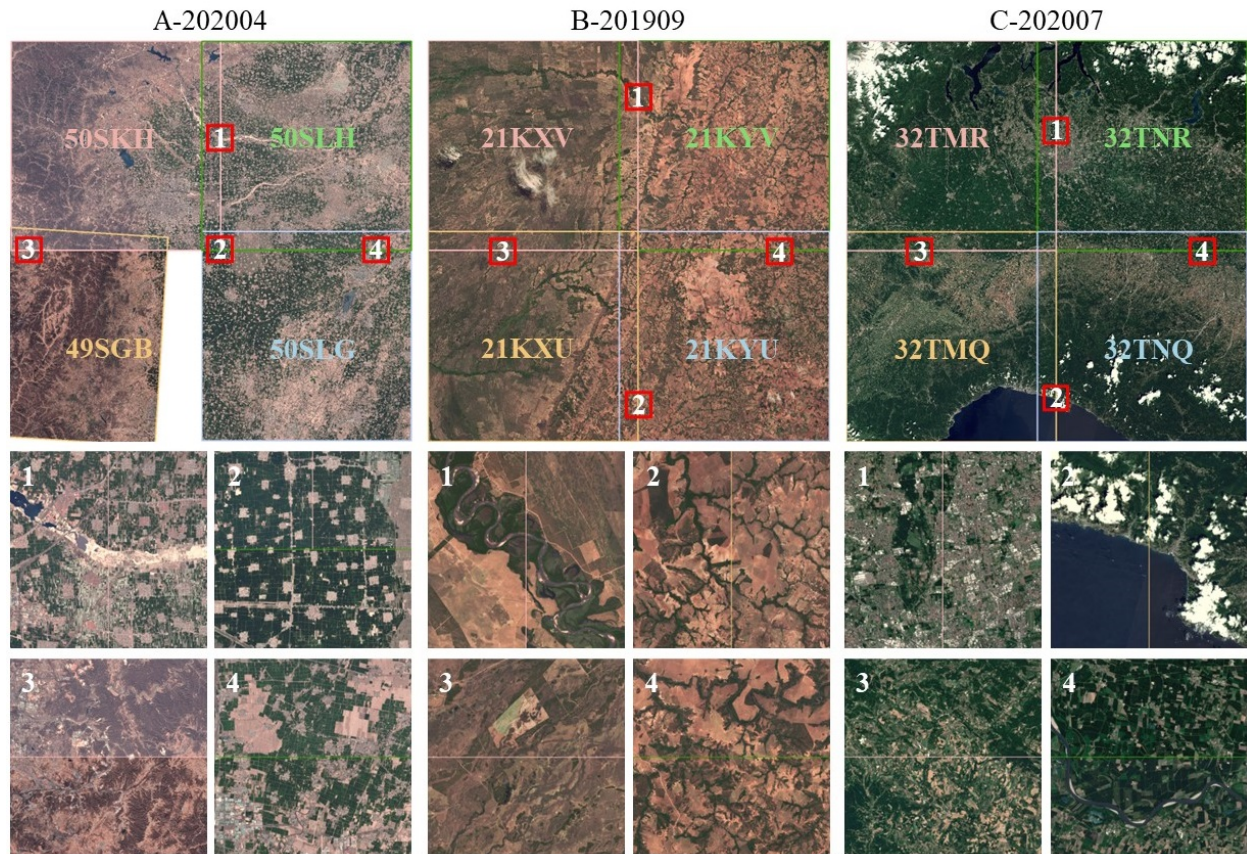 A-202004 B-201909 C-202007
50SKH 1 50SLH 21KXV 1 21KYV 32TMR 1 32TNR
3 2 4 3 4 3 4
49SGB 50SLG 21KXU 21KYU 32TMQ 32TNQ
2 2
1 2 1 2 1 2
3 4 3 4 3 4